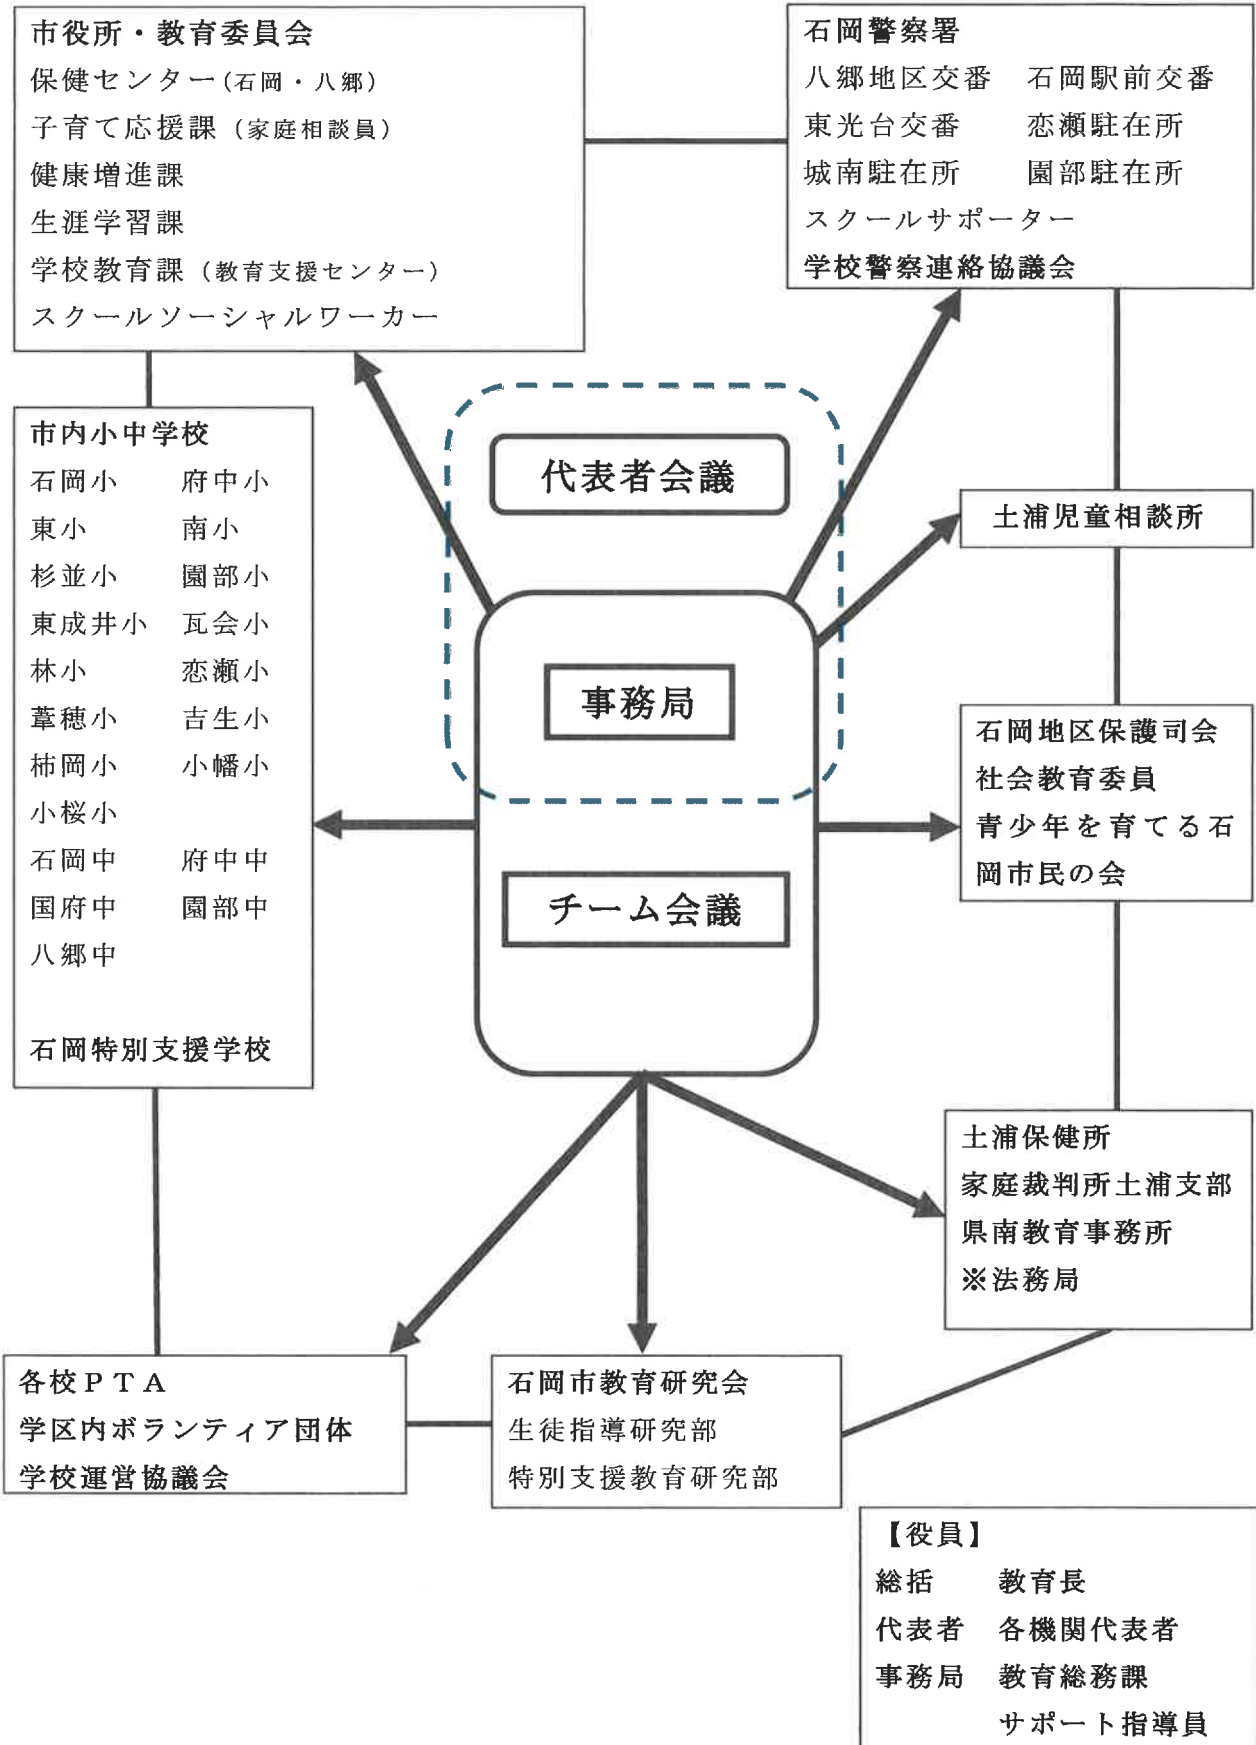 市役所・教育委員会
保健センター(石岡・八郷)
子育て応援課(家庭相談員)
健康増進課
生涯学習課
学校教育課(教育支援センター)
スクールソーシャルワーカー
石岡警察署
八郷地区交番 石岡駅前交番
東光台交番 恋瀬駐在所
城南駐在所 園部駐在所
スクールサポーター
学校警察連絡協議会
市内小中学校
石岡小 府中小
東小 南小
杉並小 園部小
東成井小 瓦会小
林小 恋瀬小
葦穂小 吉生小
柿岡小 小幡小
小桜小
石岡中 府中中
国府中 園部中
八郷中
石岡特別支援学校
代表者会議
事務局
チーム会議
土浦児童相談所
石岡地区保護司会
社会教育委員
青少年を育てる石
岡市民の会
土浦保健所
家庭裁判所土浦支部
県南教育事務所
※法務局
各校PTA
学区内ボランティア団体
学校運営協議会
石岡市教育研究会
生徒指導研究部
特別支援教育研究部
【役員】
総括 教育長
代表者 各機関代表者
事務局 教育総務課
サポート指導員